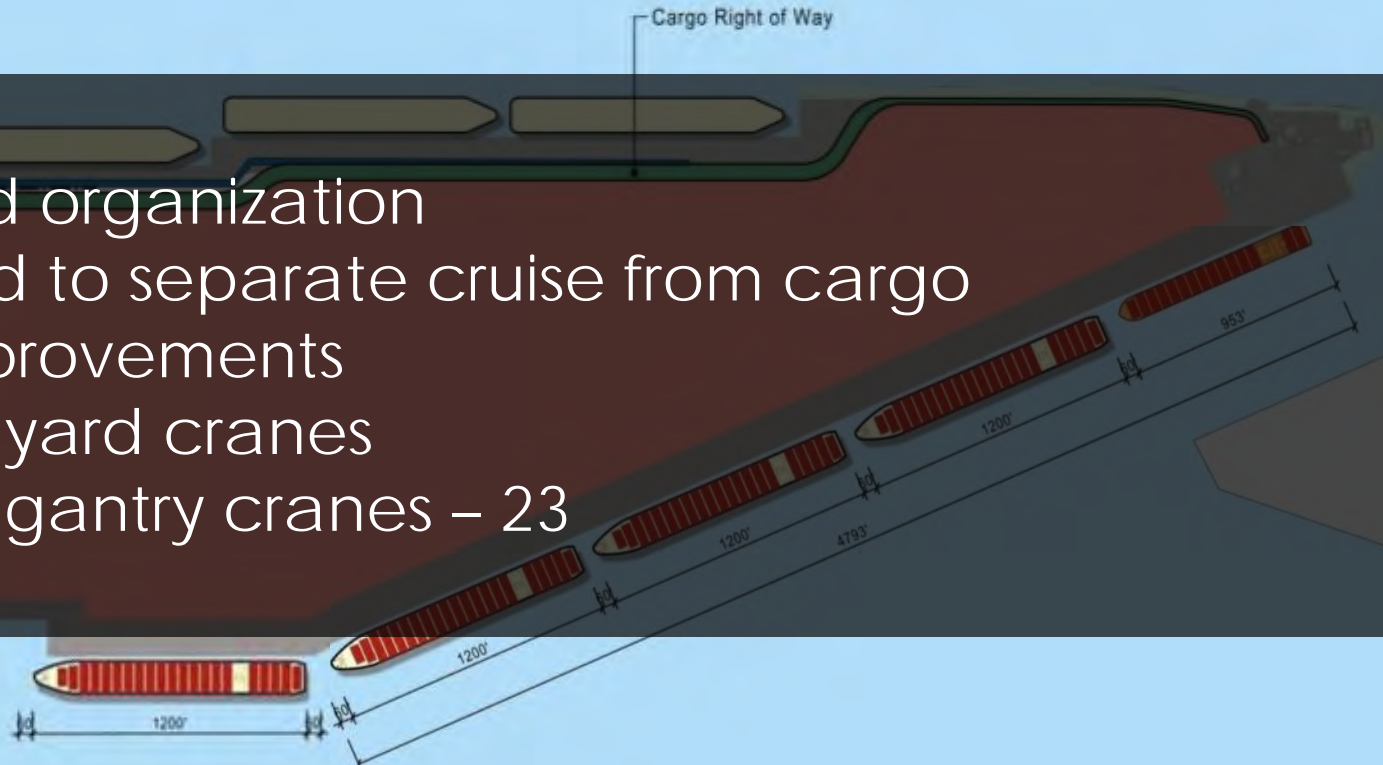 Cargo Right of Way
d organization
d to separate cruise from cargo
provements
yard cranes
gantry cranes – 23
953'
1200'
1200'
4793'
1200'
1200'